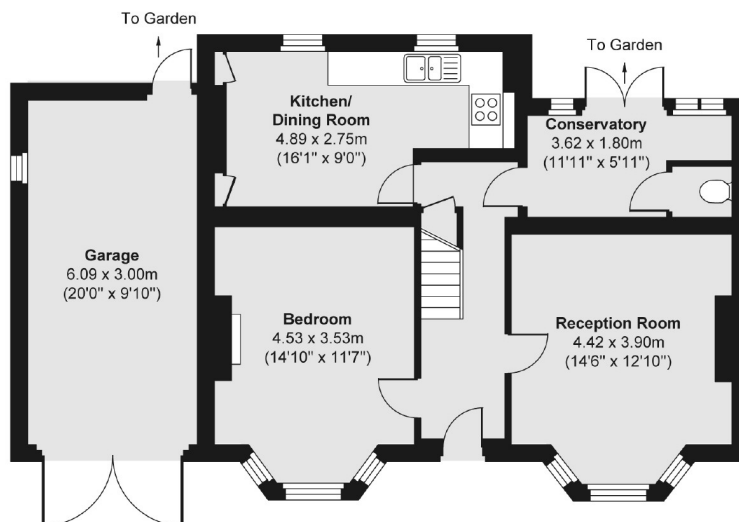 To Garden
To Garden
Kitchen/
Dining Room
4.89 x 2.75m
(16'1" x 9'0")
Conservatory
3.62 x 1.80m
(11'11" x 5'11")
Garage
6.09 x 3.00m
(20'0" x 9'10")
Bedroom
4.53 x 3.53m
(14'10" x 11'7")
Reception Room
4.42 x 3.90m
(14'6" x 12'10")